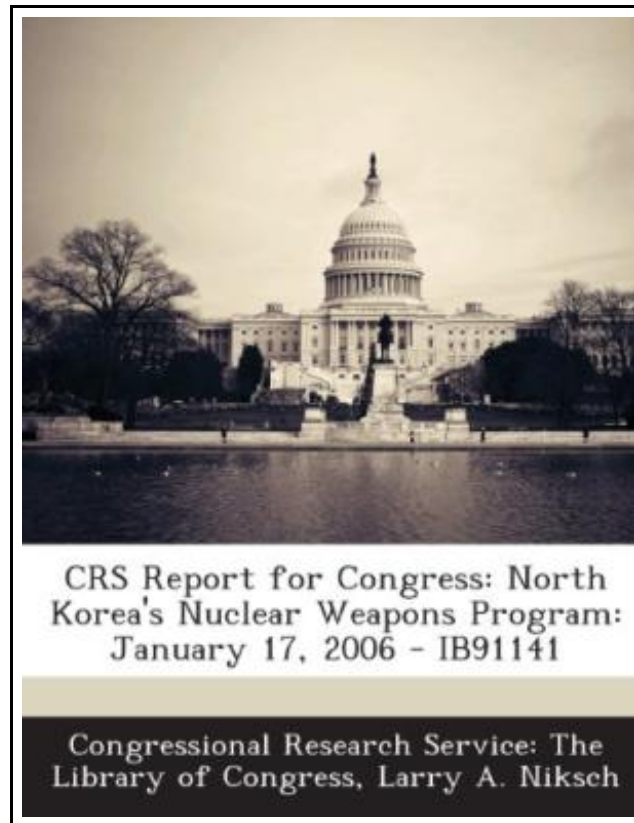 CRS Report for Congress: North
Korea's Nuclear Weapons Program:
January 17, 2006 - IB91141
Congressional Research Service: The
Library of Congress, Larry A. Niksch